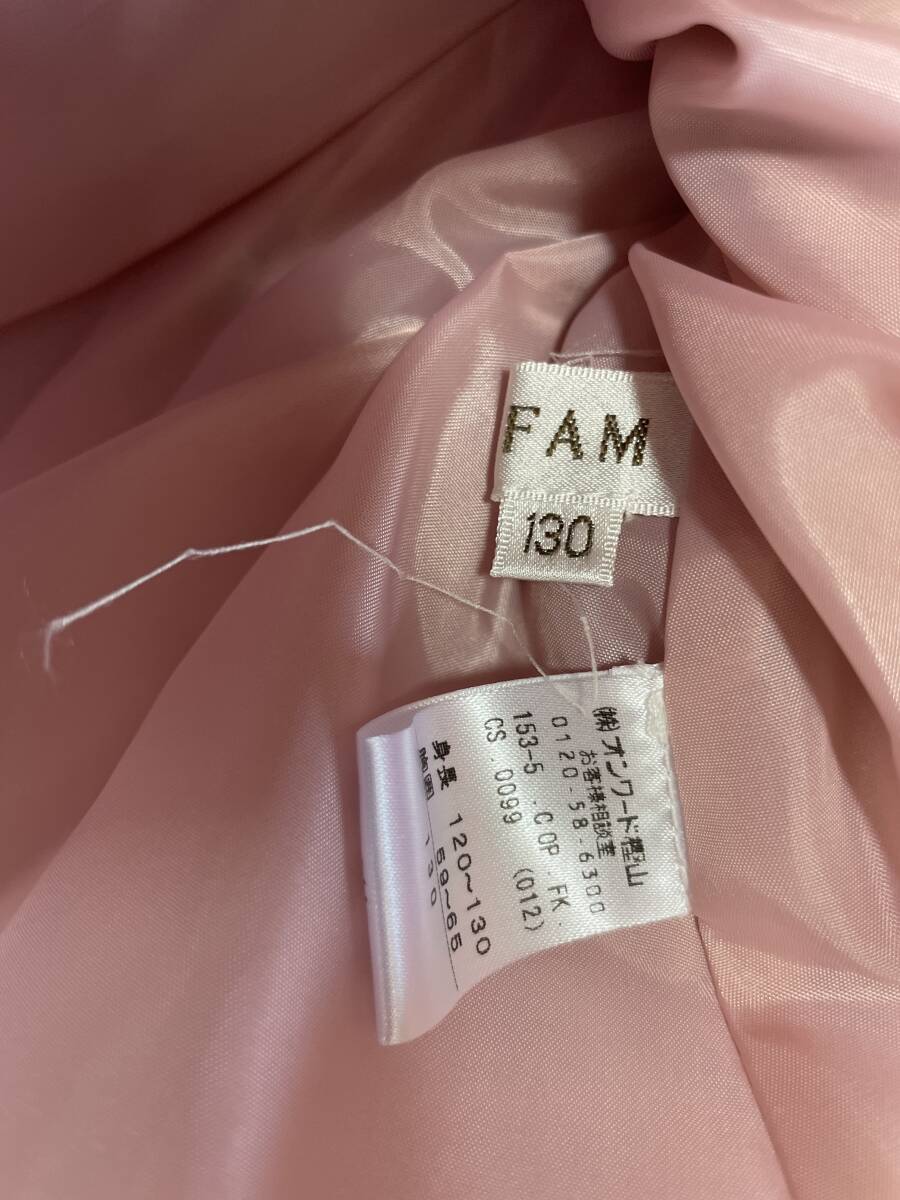 FAM
130
㈱オンワード樫山
お客様相談室
0120-58-6300
153-5 .COP .FK.
CS .0099 (012)
身長 120~130
胸囲 59~65
130